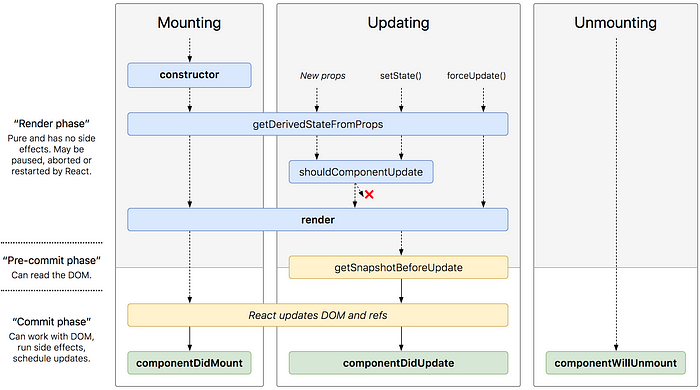 Mounting
Updating
Unmounting
constructor
New props
setState()
forceUpdate()
“Render phase”
Pure and has no side
effects. May be
paused, aborted or
restarted by React.
getDerivedStateFromProps
shouldComponentUpdate
render
“Pre-commit phase”
Can read the DOM.
getSnapshotBeforeUpdate
“Commit phase”
Can work with DOM,
run side effects,
schedule updates.
React updates DOM and refs
componentDidMount
componentDidUpdate
componentWillUnmount